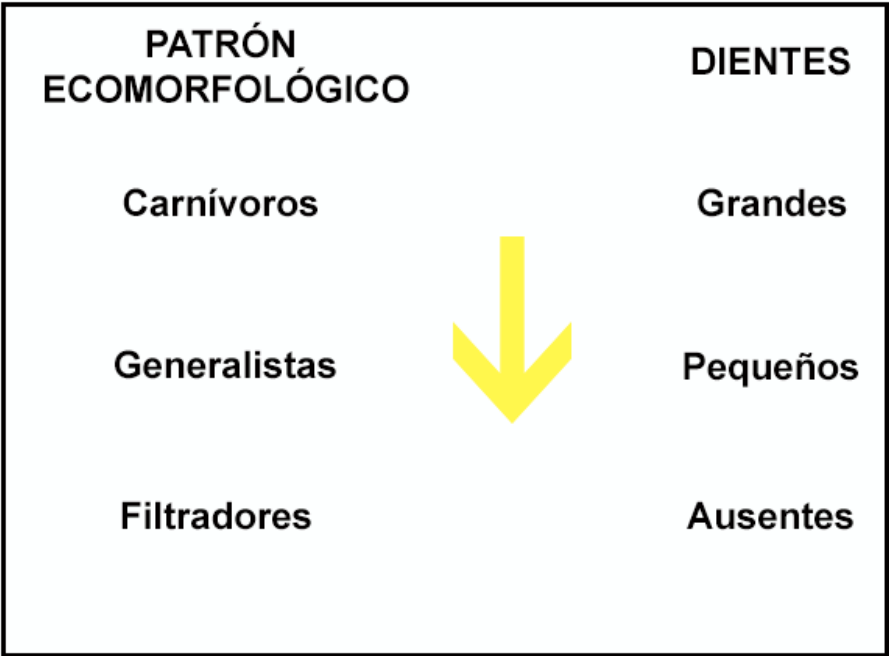 PATRÓN
ECOMORFOLÓGICO
DIENTES
Carnívoros
Grandes
Generalistas
Pequeños
Filtradores
Ausentes